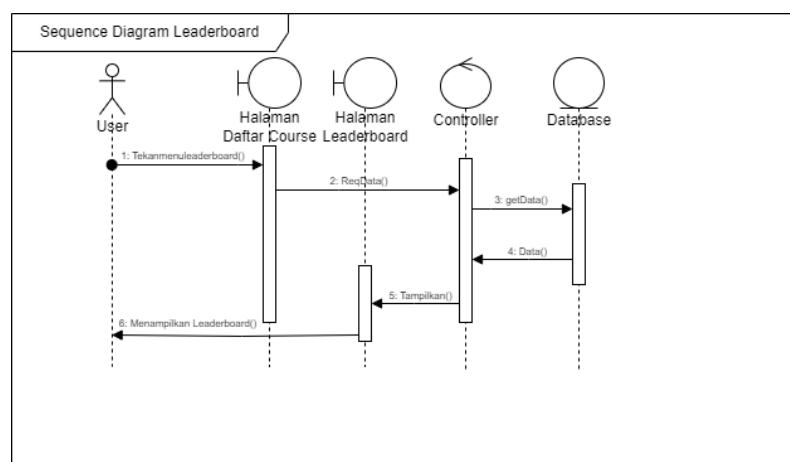 Sequence Diagram Leaderboard
User
Halaman
Daftar Course
Halaman
Leaderboard
Controller
Database
1: Tekanmenuleaderboard()
2: ReqData()
3: getData()
4: Data()
5: Tampilkan()
6: Menampilkan Leaderboard()